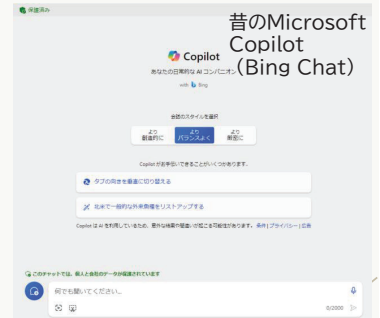 保護済み
昔のMicrosoft
Copilot
（Bing Chat）
Copilot
あなたの日常的な AI コンパニオン
with Bing
会話のスタイルを選択
より
創造的に
より
バランスよく
より
厳密に
Copilot がお手伝いできることがいくつかあります。
タブの向きを垂直に切り替える
北米で一般的な外来樹種をリストアップする
Copilot は AI を利用しているため、意外な結果や間違いが起こる可能性があります。 条件 | プライバシー | 広告
このチャットでは、個人と会社のデータが保護されています
何でも聞いてください...
0/2000